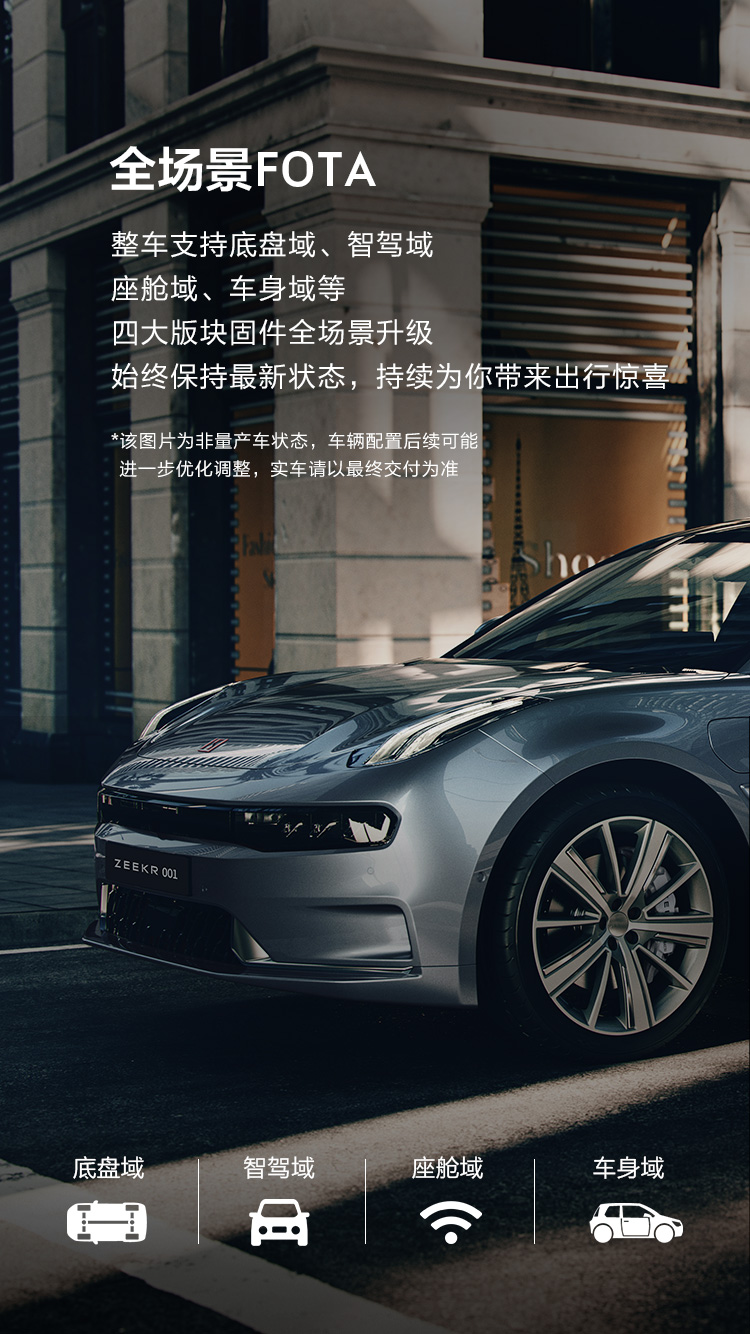 全场景FOTA
整车支持底盘域、智驾域
座舱域、车身域等
四大版块固件全场景升级
始终保持最新状态，持续为你带来出行惊喜
*该图片为非量产车状态，车辆配置后续可能
进一步优化调整，实车请以最终交付为准
Sho
ZEEKR 001
底盘域 智驾域 座舱域 车身域